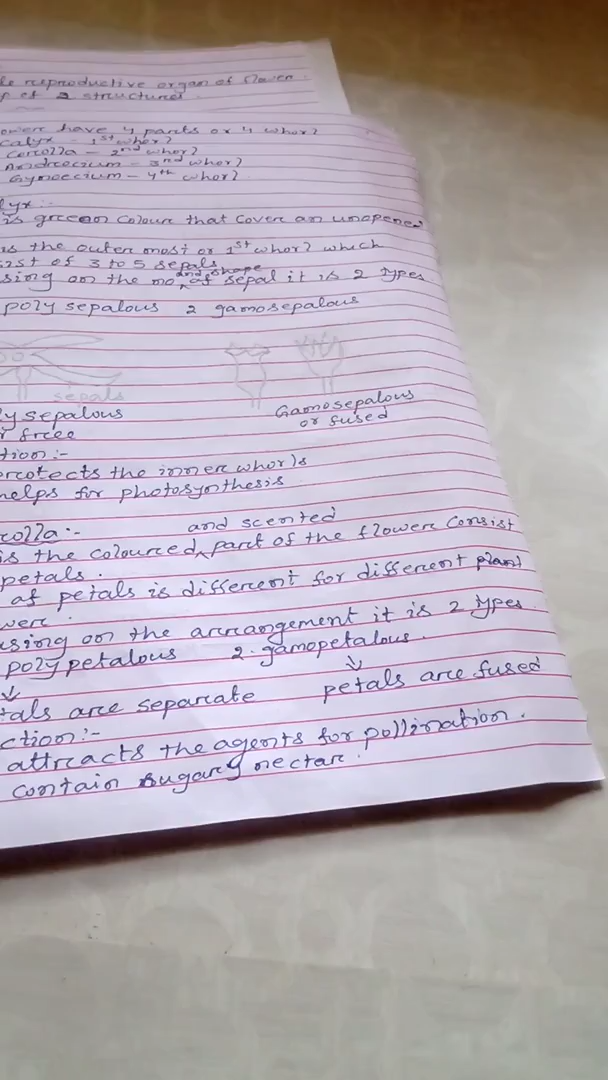 reproductive organ of flower.
of 2 structures
have 4 parts or 4 whorl
calyx - 1st whorl
Corolla - 2nd whorl
Androecium - 3rd whorl
Gynoecium - 4th whorl
lyx :-
is green colour that cover an unopened
is the outer most or 1st whorl which
sist of 3 to 5 sepals
sing on the no. and shape of sepal it is 2 types
poly sepalous 2 gamosepalous
sepals
y sepalous
Gamosepalous
or free
or fused
tion :-
protects the inner whorls
helps for photosynthesis
rolla :-
is the coloured and scented part of the flower consist
petals.
of petals is different for different plant
wer.
using on the arrangement it is 2 types
polypetalous 2. gamopetalous.
↓ ↓
tals are separate petals are fused
ction :-
attracts the agents for pollination.
contain sugary nectar.